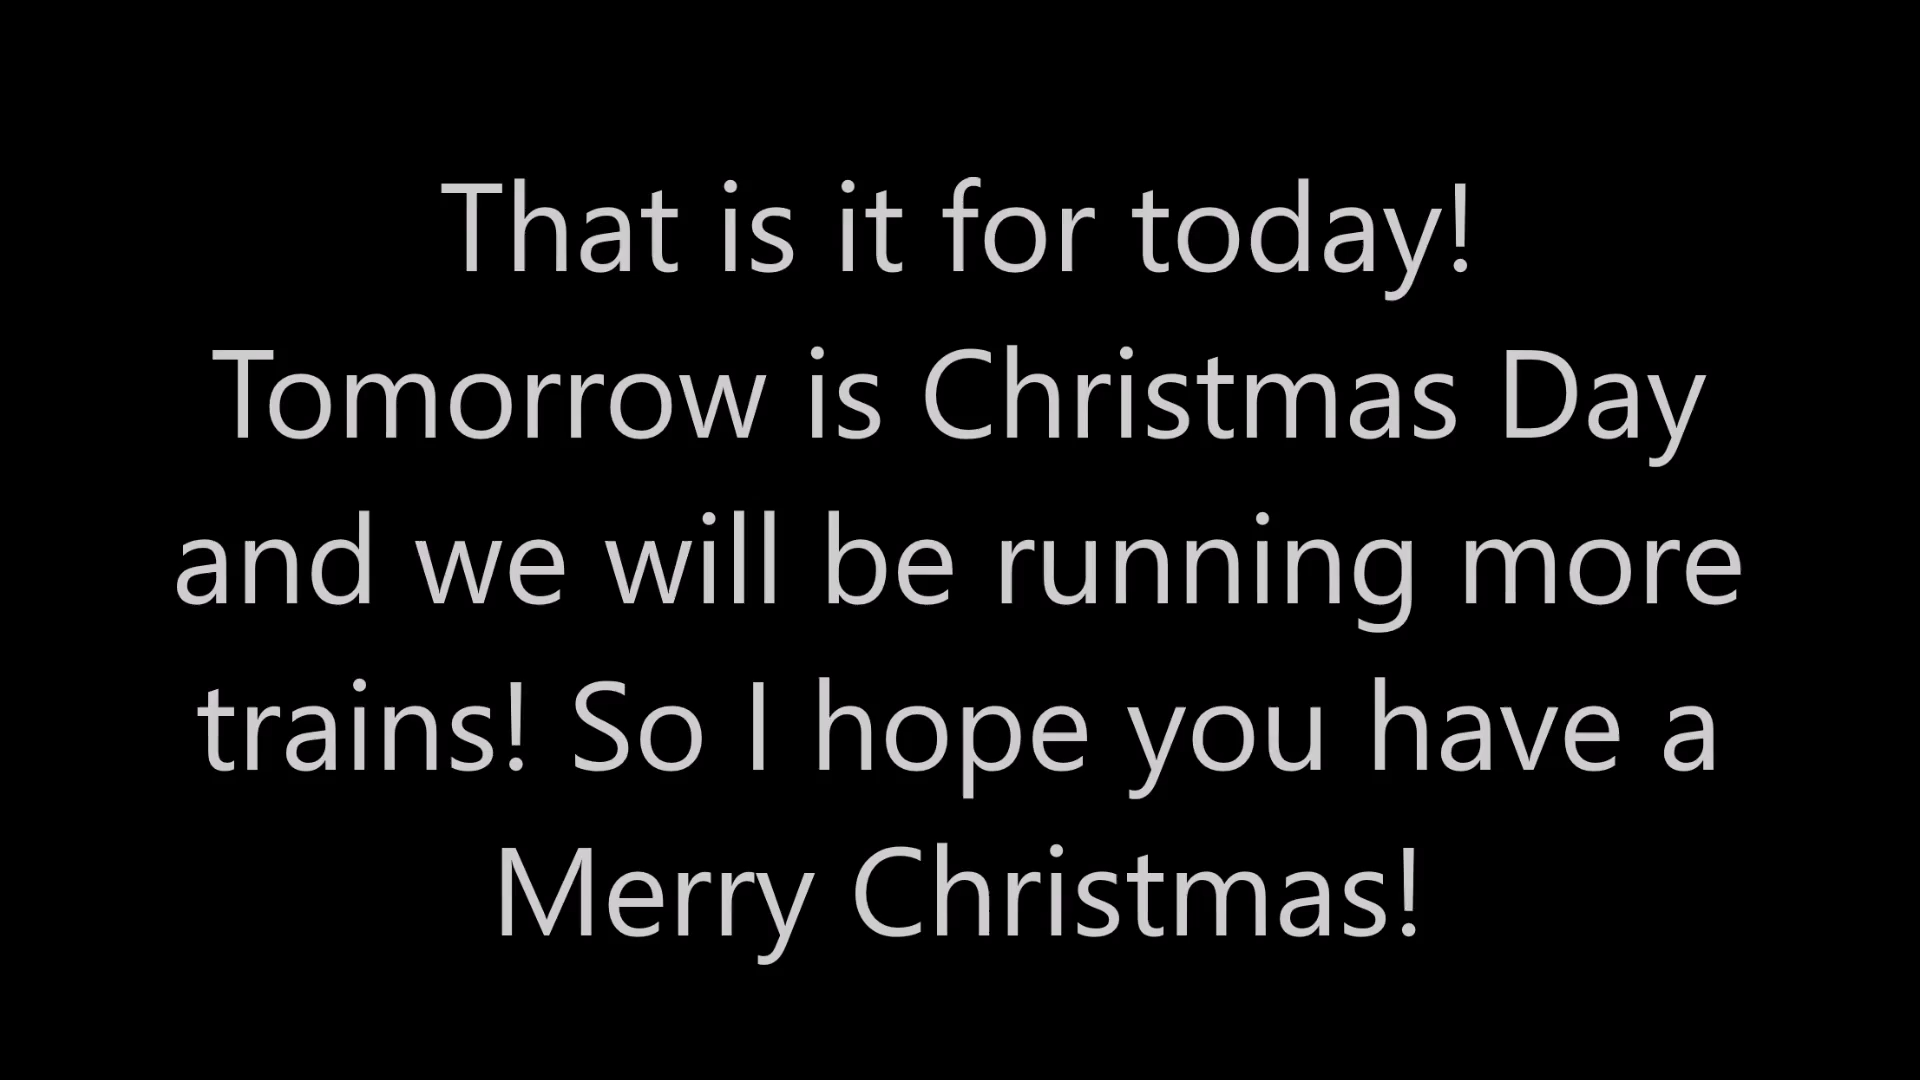 That is it for today!
Tomorrow is Christmas Day
and we will be running more
trains! So I hope you have a
Merry Christmas!